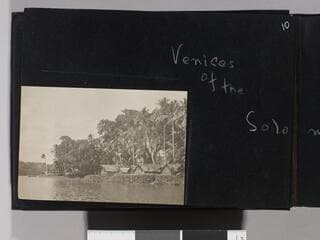 10
Venices
of the
Solo